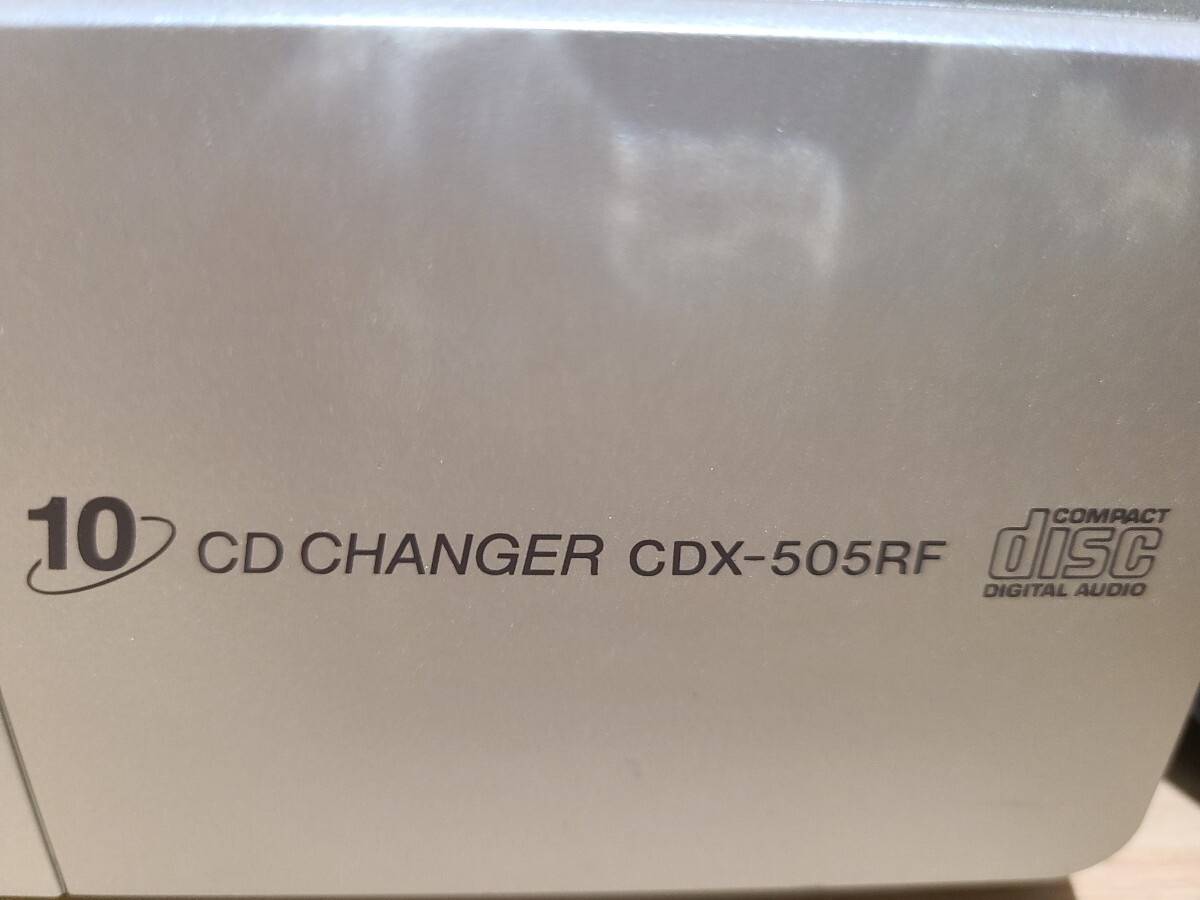 10 CD CHANGER CDX-505RF
COMPACT
disc
DIGITAL AUDIO